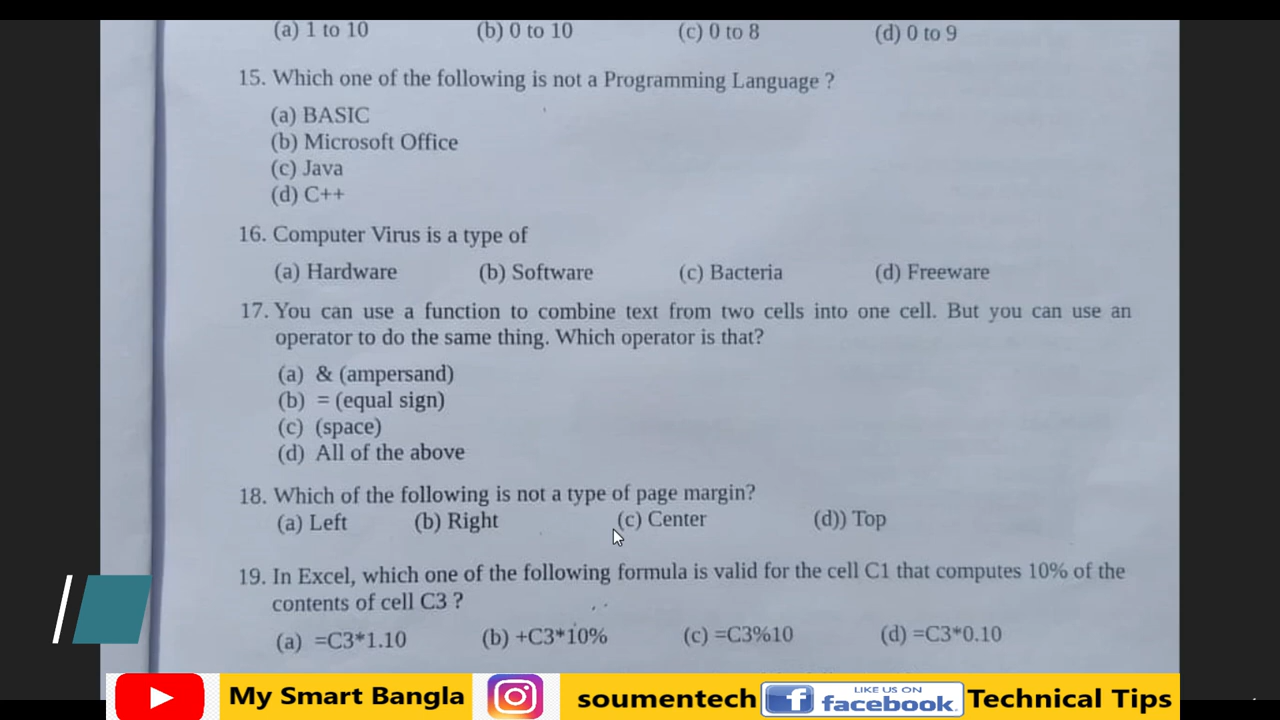 (a) 1 to 10 (b) 0 to 10 (c) 0 to 8 (d) 0 to 9
15. Which one of the following is not a Programming Language ?
(a) BASIC
(b) Microsoft Office
(c) Java
(d) C++
16. Computer Virus is a type of
(a) Hardware (b) Software (c) Bacteria (d) Freeware
17. You can use a function to combine text from two cells into one cell. But you can use an
operator to do the same thing. Which operator is that?
(a) & (ampersand)
(b) = (equal sign)
(c) (space)
(d) All of the above
18. Which of the following is not a type of page margin?
(a) Left (b) Right (c) Center (d)) Top
19. In Excel, which one of the following formula is valid for the cell C1 that computes 10% of the
contents of cell C3 ?
(a) =C3*1.10 (b) +C3*10% (c) =C3%10 (d) =C3*0.10
My Smart Bangla soumentech LIKE US ON facebook. Technical Tips